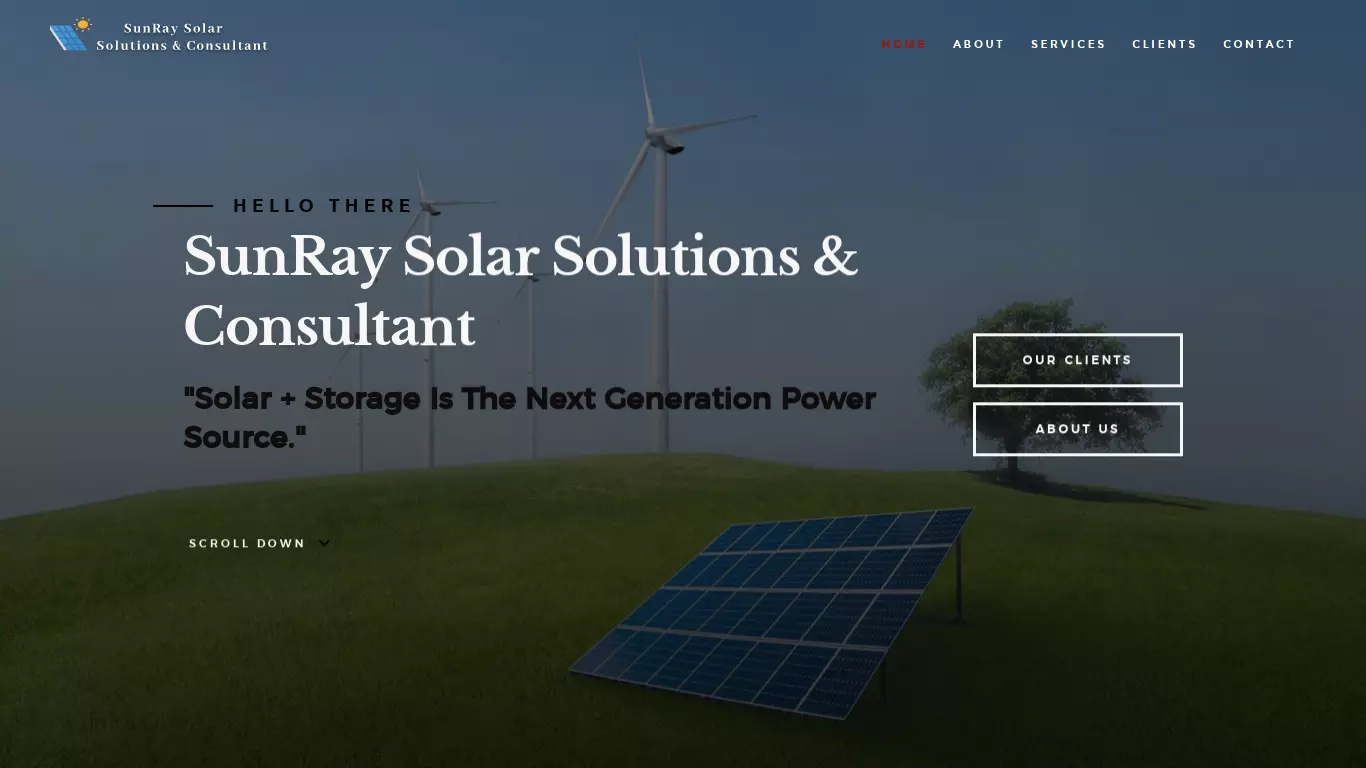 SunRay Solar
Solutions & Consultant
HOME ABOUT SERVICES CLIENTS CONTACT
HELLO THERE
SunRay Solar Solutions &
Consultant
"Solar + Storage Is The Next Generation Power
Source."
OUR CLIENTS
ABOUT US
SCROLL DOWN